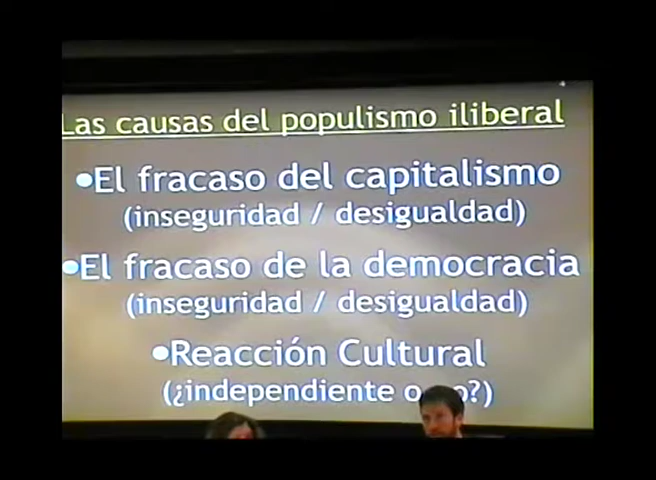 Las causas del populismo iliberal
•El fracaso del capitalismo
(inseguridad / desigualdad)
•El fracaso de la democracia
(inseguridad / desigualdad)
•Reacción Cultural
(¿independiente o o?)